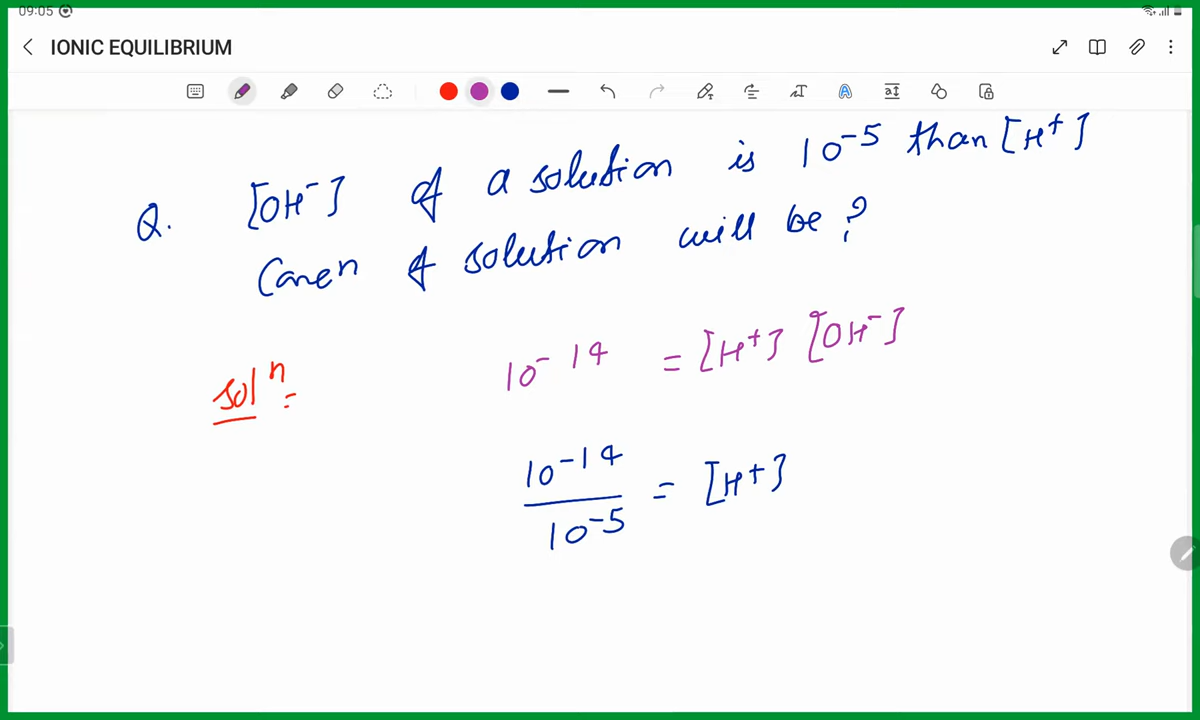 09:05
IONIC EQUILIBRIUM
Q. [OH⁻] of a solution is 10⁻⁵ than [H⁺]
of solution will be ?
Solⁿ =
10⁻¹⁴ = [H⁺] [OH⁻]
10⁻¹⁴ / 10⁻⁵ = [H⁺]